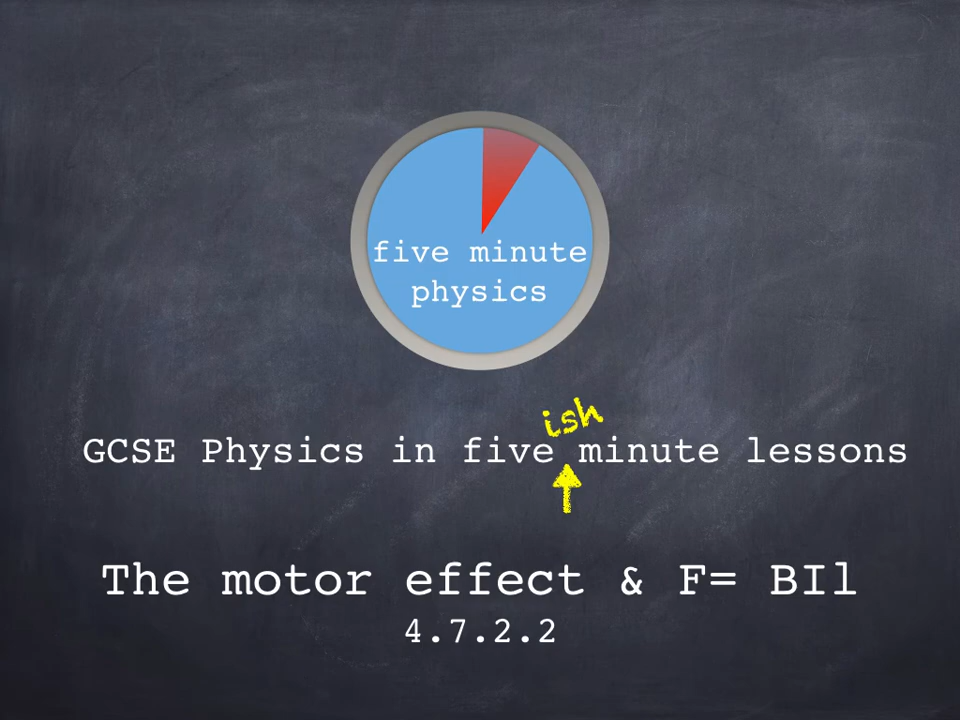 five minute
physics
ish
GCSE Physics in five minute lessons
The motor effect & F= BIl
4.7.2.2